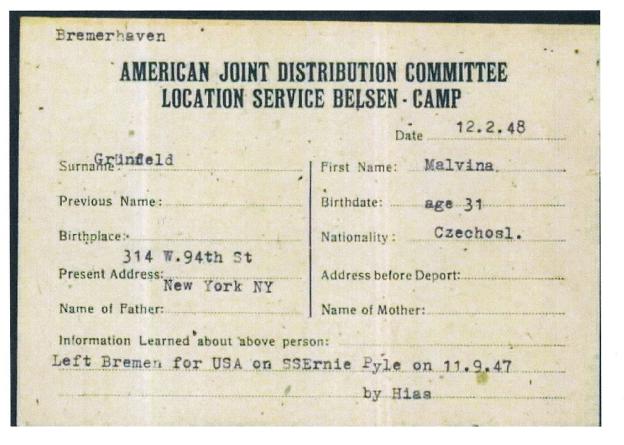 Bremerhaven
AMERICAN JOINT DISTRIBUTION COMMITTEE
LOCATION SERVICE BELSEN - CAMP
Date 12.2.48
Surname: Grünfeld
First Name: Malvina
Previous Name:
Birthdate: age 31
Birthplace:
Nationality: Czechosl.
314 W.94th St
Present Address:
New York NY
Address before Deport:
Name of Father:
Name of Mother:
Information Learned about above person:
Left Bremen for USA on SSErnie Pyle on 11.9.47
by Hias